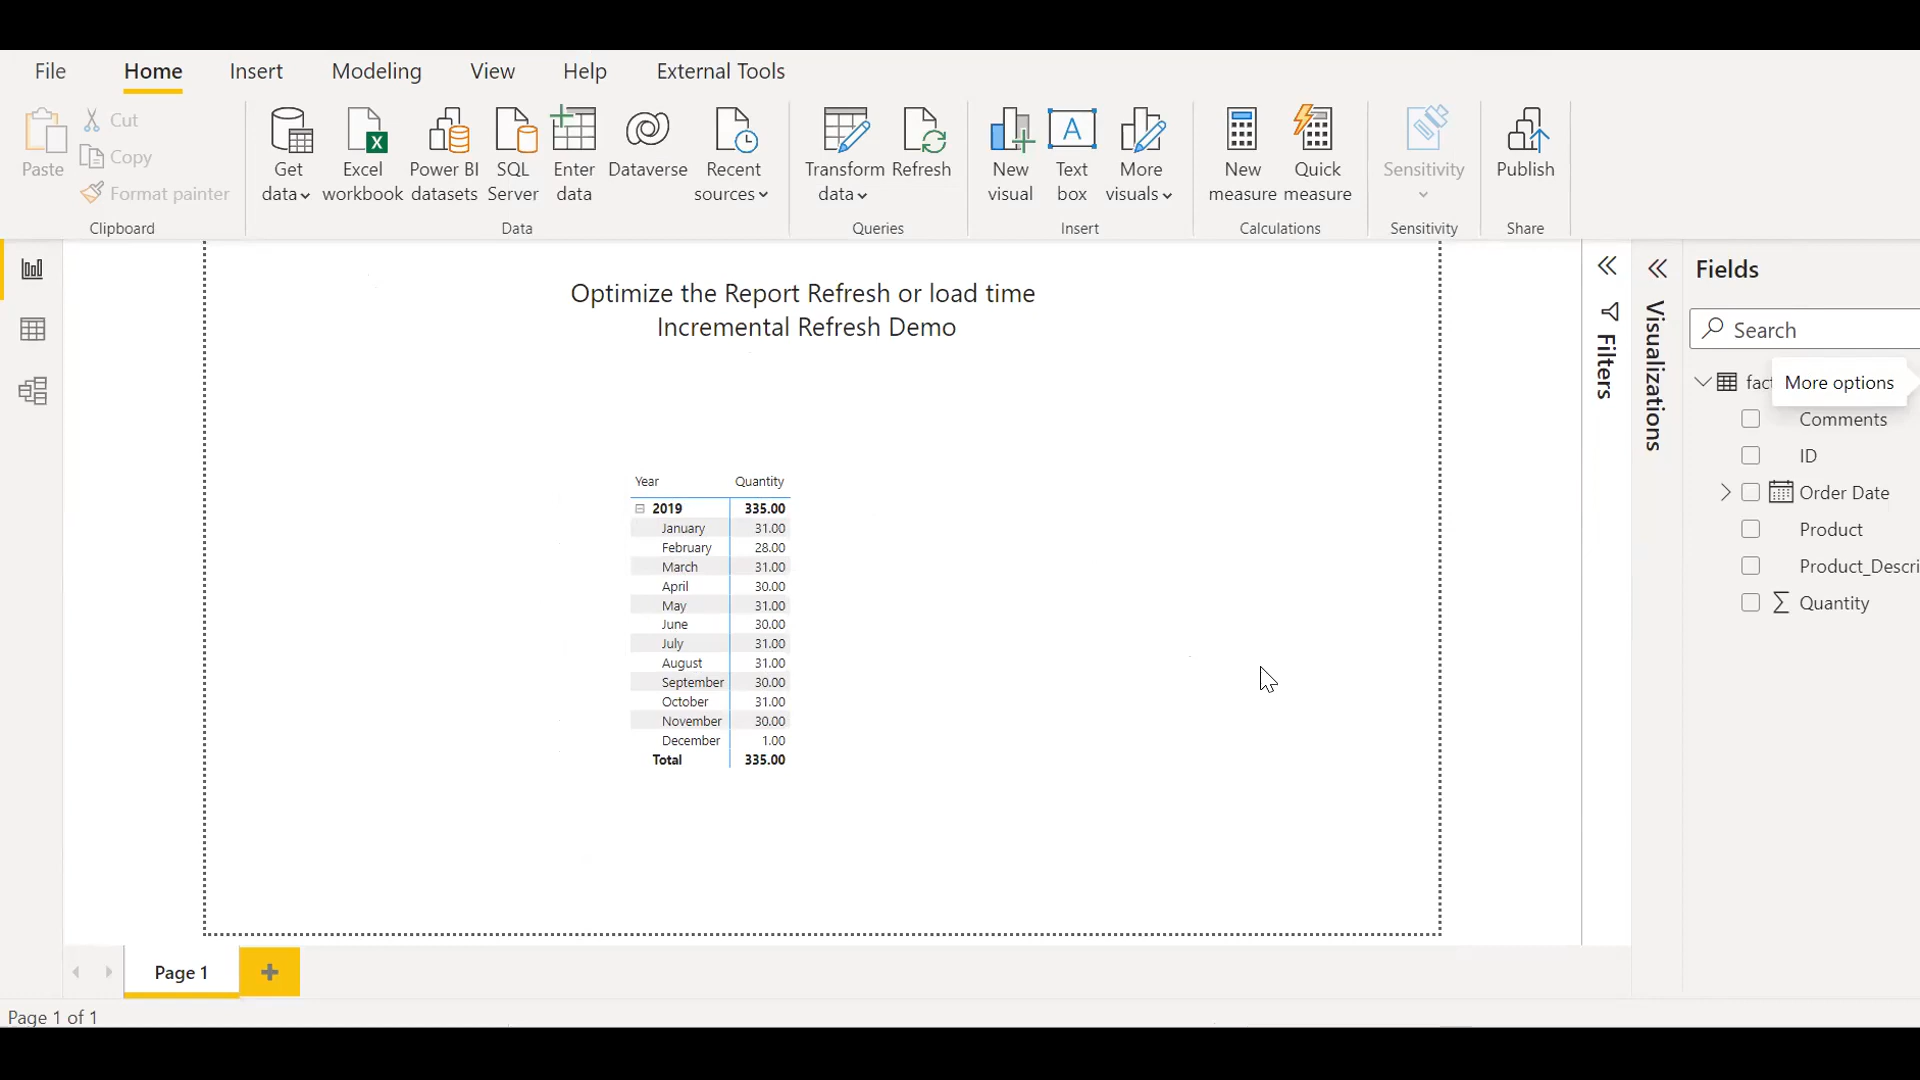 File Home Insert Modeling View Help External Tools
Paste
Cut
Copy
Format painter
Clipboard
Get data
Excel workbook
Power BI datasets
SQL Server
Enter data
Dataverse
Recent sources
Data
Transform data
Refresh
Queries
New visual
Text box
More visuals
Insert
New measure
Quick measure
Calculations
Sensitivity
Sensitivity
Publish
Share
Optimize the Report Refresh or load time
Incremental Refresh Demo
Year Quantity
2019 335.00
January 31.00
February 28.00
March 31.00
April 30.00
May 31.00
June 30.00
July 31.00
August 31.00
September 30.00
October 31.00
November 30.00
December 1.00
Total 335.00
Filters
Visualizations
Fields
Search
More options
Comments
ID
Order Date
Product
Product_Descri
Quantity
Page 1
Page 1 of 1